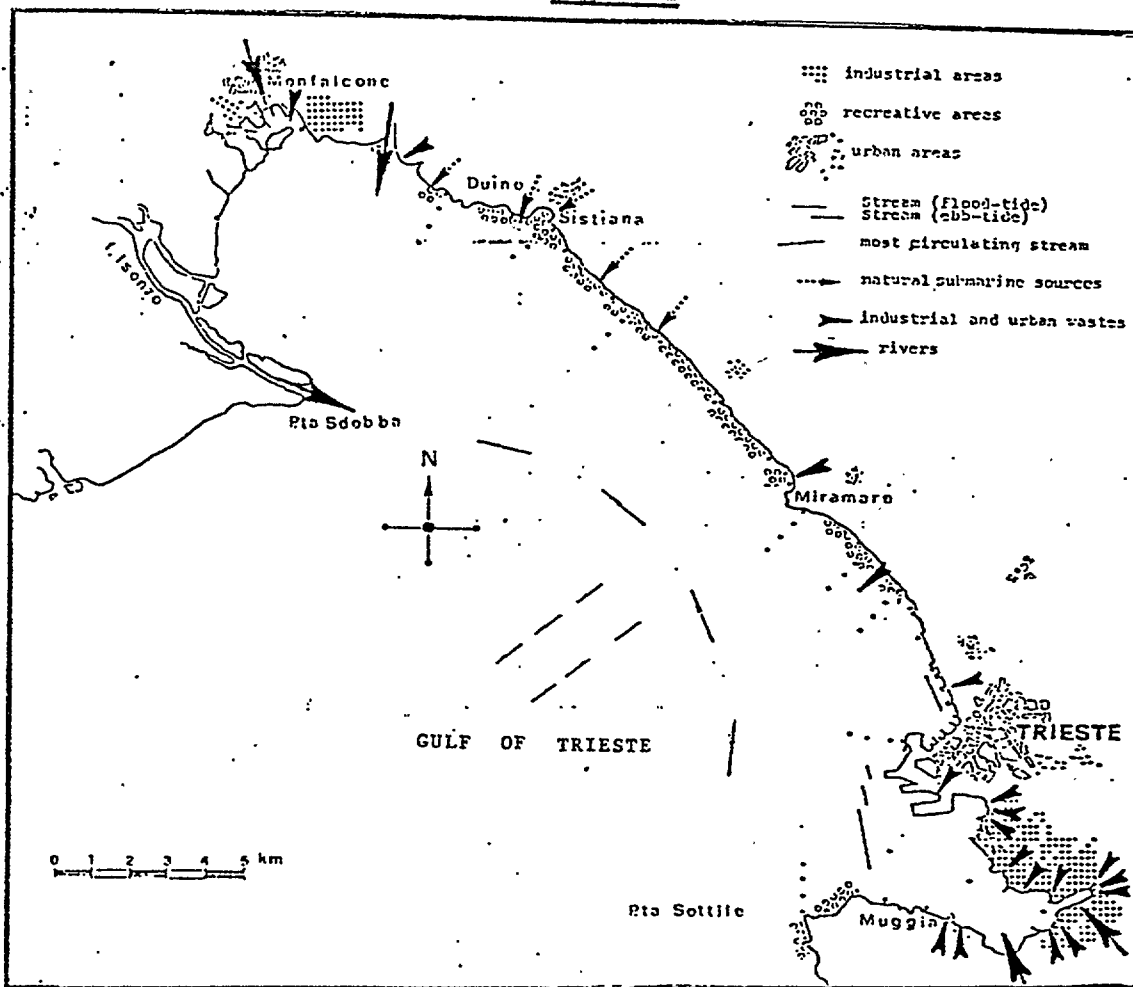 Monfalcone
industrial areas
recreative areas
urban areas
Stream (flood-tide)
Stream (ebb-tide)
most circulating stream
natural submarine sources
industrial and urban wastes
rivers
Duino
Sistiana
f. Isonzo
Pta Sdobba
N
Miramare
GULF OF TRIESTE
TRIESTE
0 1 2 3 4 5 km
Pta Sottile
Muggia